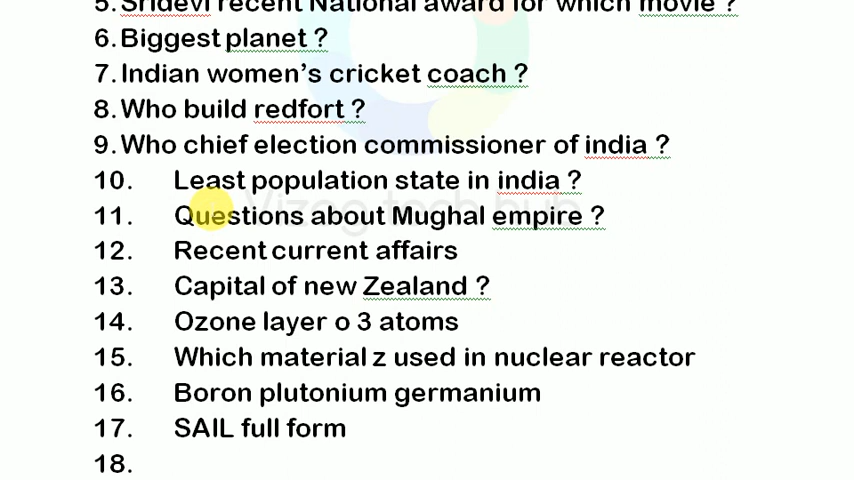 5. Sridevi recent National award for which movie ?
6. Biggest planet ?
7. Indian women's cricket coach ?
8. Who build redfort ?
9. Who chief election commissioner of india ?
10. Least population state in india ?
11. Questions about Mughal empire ?
12. Recent current affairs
13. Capital of new Zealand ?
14. Ozone layer o 3 atoms
15. Which material z used in nuclear reactor
16. Boron plutonium germanium
17. SAIL full form
18.
Vizag tech hub